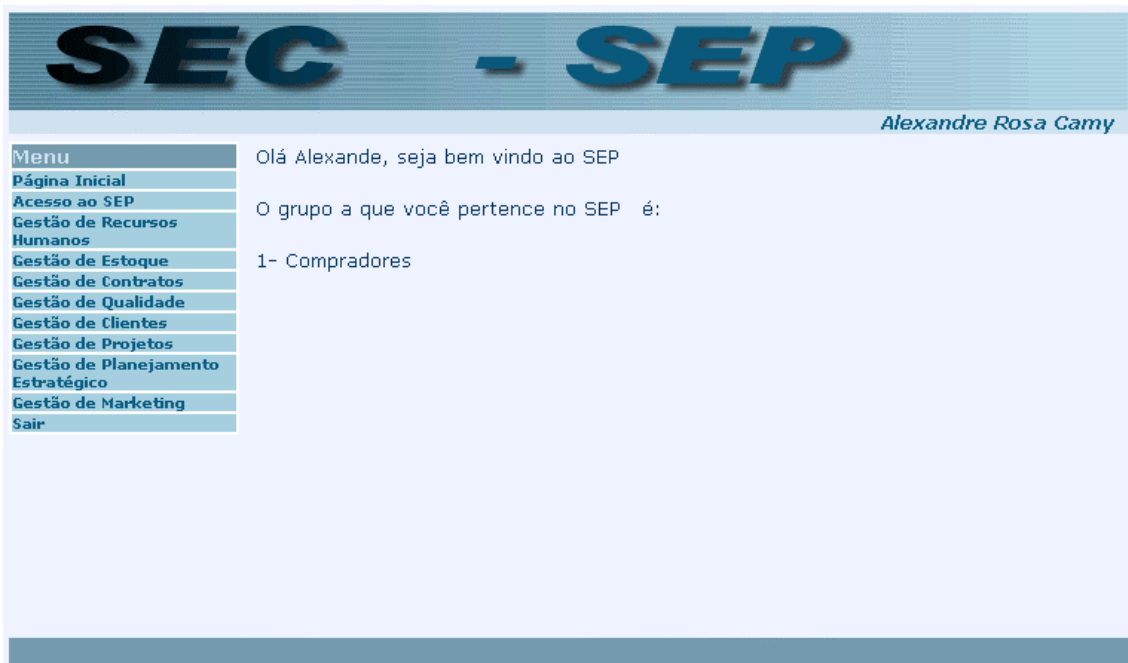 SEC - SEP
Alexandre Rosa Camy
Menu
Página Inicial
Acesso ao SEP
Gestão de Recursos
Humanos
Gestão de Estoque
Gestão de Contratos
Gestão de Qualidade
Gestão de Clientes
Gestão de Projetos
Gestão de Planejamento
Estratégico
Gestão de Marketing
Sair
Olá Alexande, seja bem vindo ao SEP
O grupo a que você pertence no SEP é:
1- Compradores